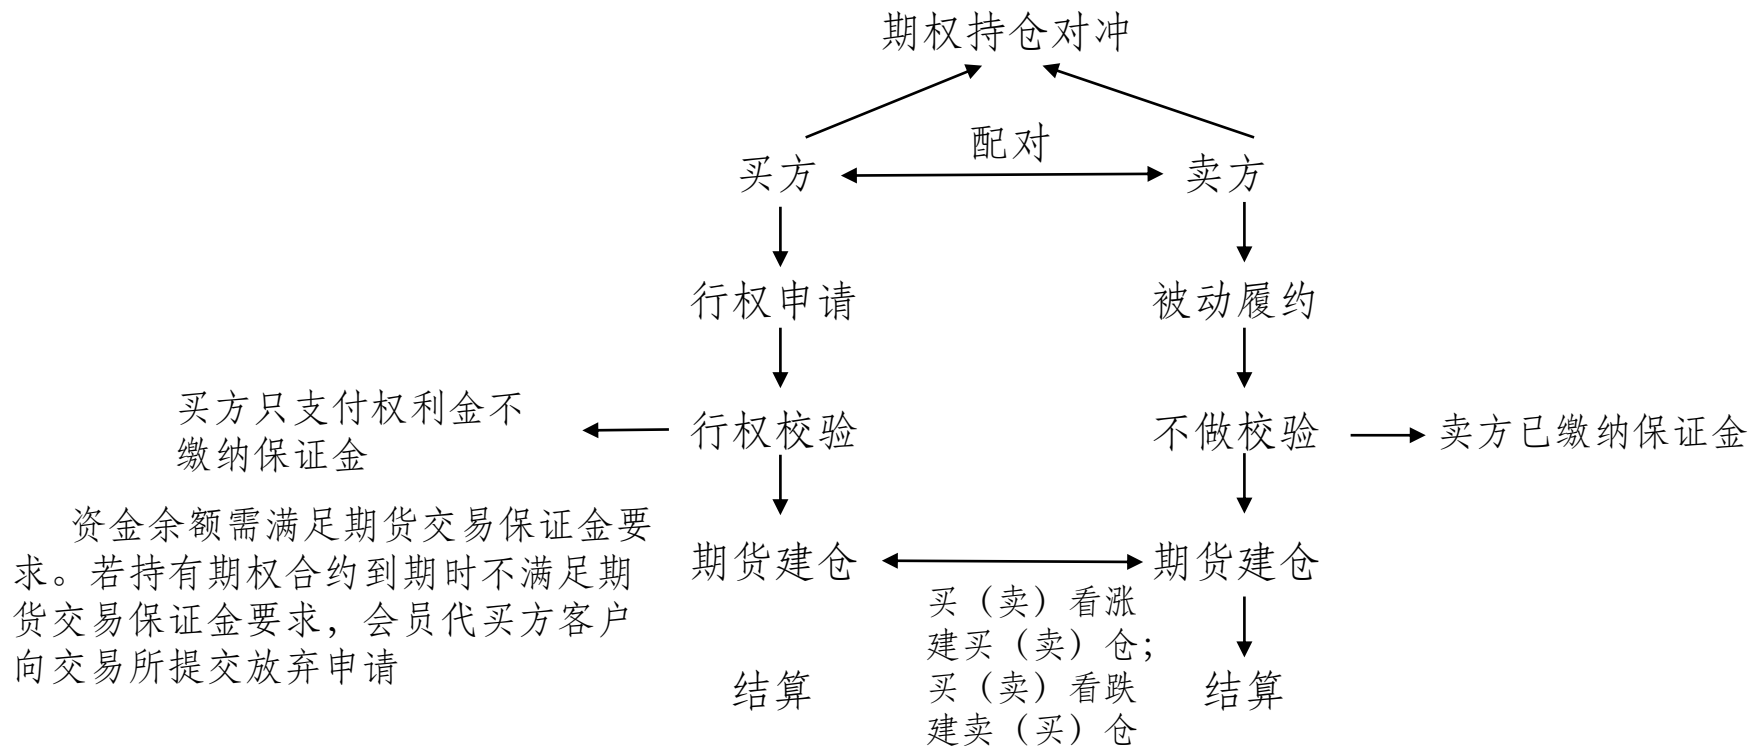 期权持仓对冲
配对
买方
卖方
行权申请
被动履约
买方只支付权利金不
缴纳保证金
行权校验
不做校验
卖方已缴纳保证金
资金余额需满足期货交易保证金要
求。若持有期权合约到期时不满足期
货交易保证金要求，会员代买方客户
向交易所提交放弃申请
期货建仓
期货建仓
买（卖）看涨
建买（卖）仓；
买（卖）看跌
建卖（买）仓
结算
结算